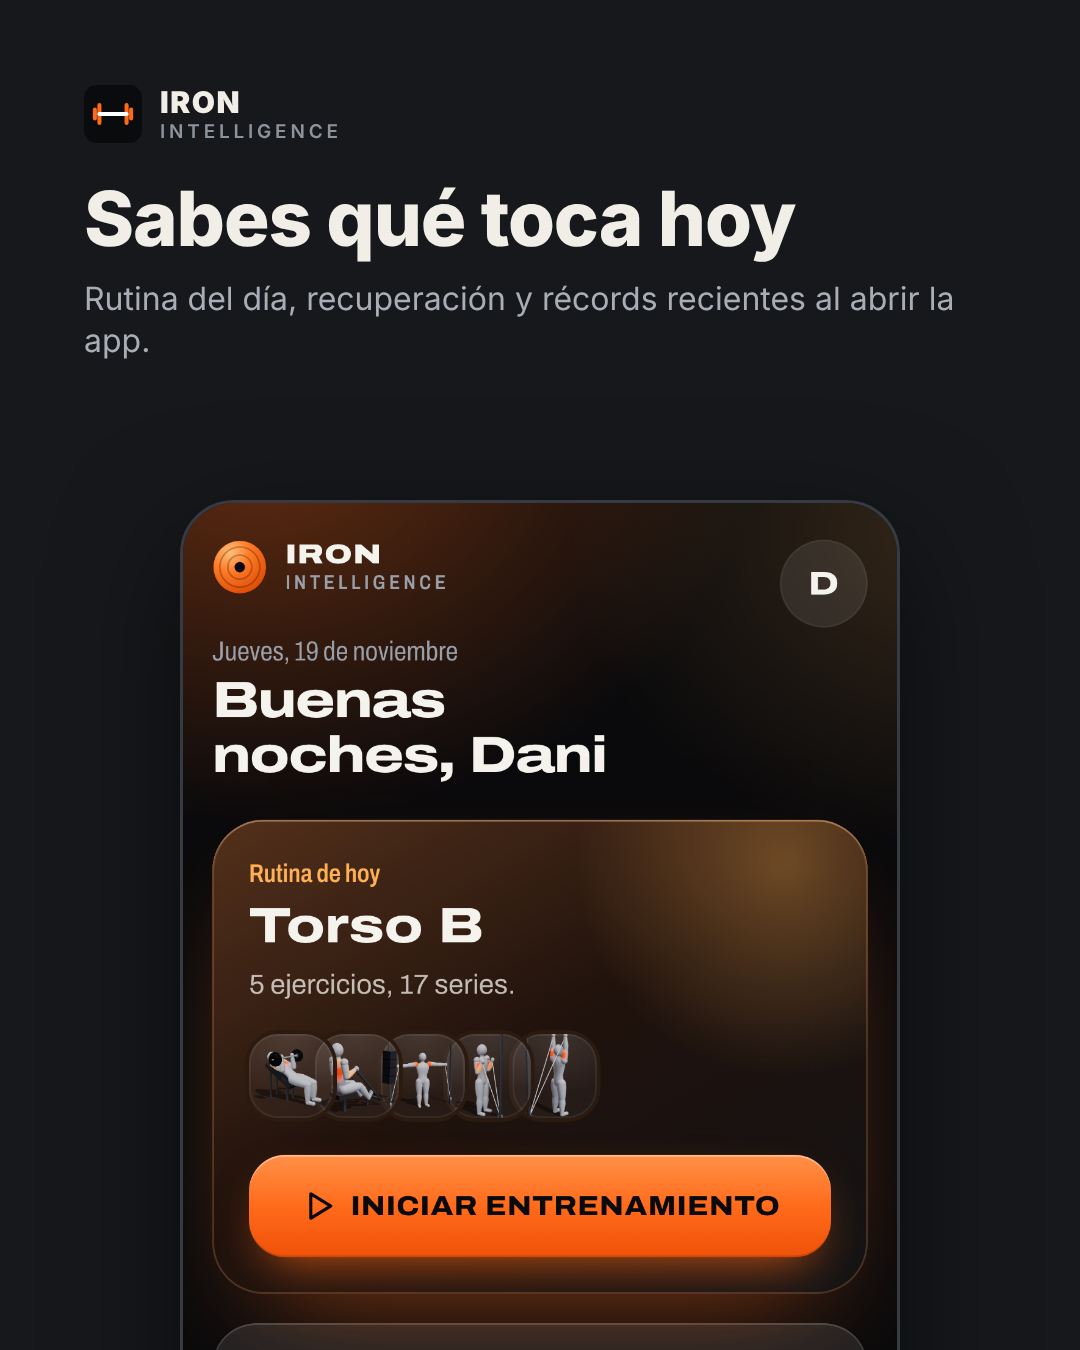 IRON
INTELLIGENCE
Sabes qué toca hoy
Rutina del día, recuperación y récords recientes al abrir la
app.
IRON
INTELLIGENCE
D
Jueves, 19 de noviembre
Buenas
noches, Dani
Rutina de hoy
Torso B
5 ejercicios, 17 series.
INICIAR ENTRENAMIENTO